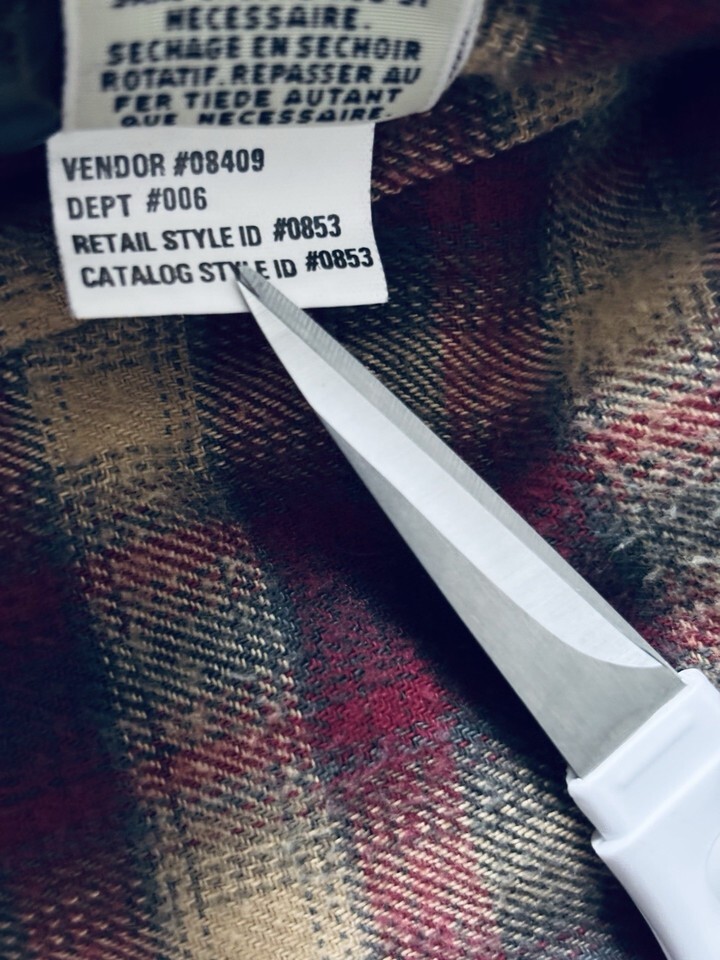 NECESSAIRE.
SECHAGE EN SECHOIR
ROTATIF. REPASSER AU
FER TIEDE AUTANT
QUE NECESSAIRE.
VENDOR #08409
DEPT #006
RETAIL STYLE ID #0853
CATALOG STYLE ID #0853